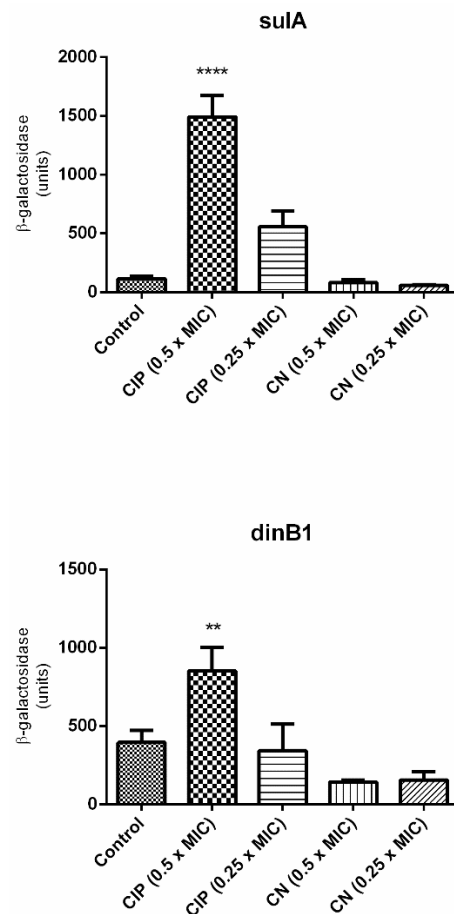 sulA
****
2000
1500
1000
500
0
β-galactosidase
(units)
Control
CIP (0.5 x MIC)
CIP (0.25 x MIC)
CN (0.5 x MIC)
CN (0.25 x MIC)
dinB1
**
1500
1000
500
0
β-galactosidase
(units)
Control
CIP (0.5 x MIC)
CIP (0.25 x MIC)
CN (0.5 x MIC)
CN (0.25 x MIC)